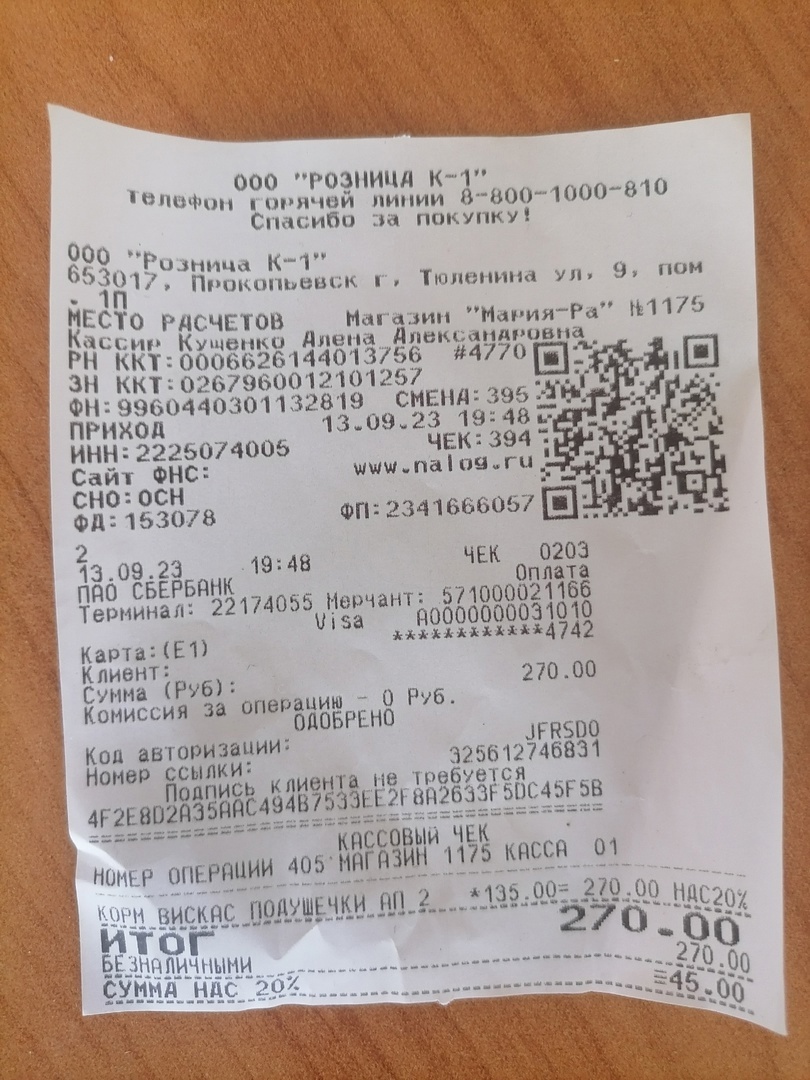 ООО "РОЗНИЦА К-1"
телефон горячей линии 8-800-1000-810
Спасибо за покупку!
ООО "Розница К-1"
653017, Прокопьевск г, Тюленина ул, 9, пом
. 1П
МЕСТО РАСЧЕТОВ Магазин "Мария-Ра" №1175
Кассир Кущенко Алена Александровна
РН ККТ:0006626144013756 #4770
ЗН ККТ:0267960012101257
ФН:9960440301132819 СМЕНА:395
ПРИХОД 13.09.23 19:48
ИНН:2225074005 ЧЕК:394
Сайт ФНС: www.nalog.ru
СНО:ОСН
ФД:153078 ФП:2341666057
2
13.09.23 19:48 ЧЕК 0203
ПАО СБЕРБАНК Оплата
Терминал: 22174055 Мерчант: 571000021166
Visa A0000000031010
Карта:(E1) ************4742
Клиент:
Сумма (Руб): 270.00
Комиссия за операцию - 0 Руб.
ОДОБРЕНО
Код авторизации: JFRSD0
Номер ссылки: 325612746831
Подпись клиента не требуется
4F2E8D2A35AAC494B7533EE2F8A2633F5DC45F5B
==========================================
КАССОВЫЙ ЧЕК
НОМЕР ОПЕРАЦИИ 405 МАГАЗИН 1175 КАССА 01
КОРМ ВИСКАС ПОДУШЕЧКИ АП 2 *135.00= 270.00 НДС20%
ИТОГ 270.00
БЕЗНАЛИЧНЫМИ 270.00
СУММА НДС 20% =45.00